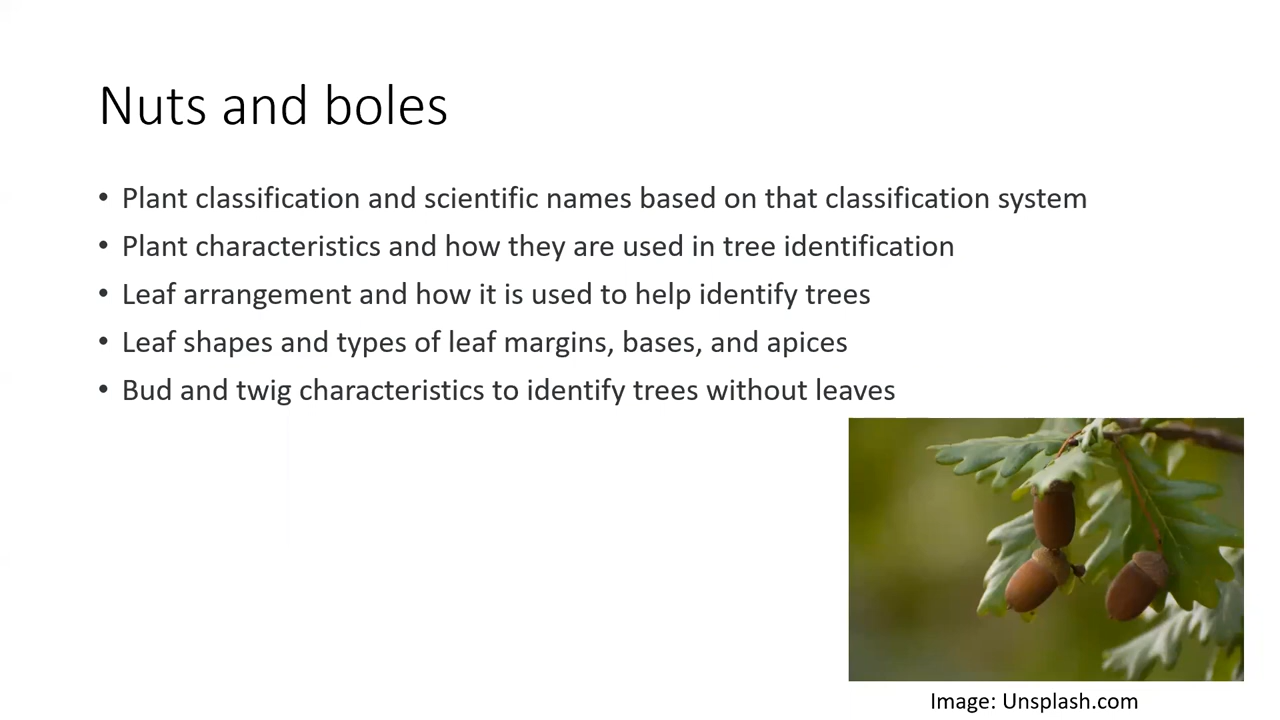 Nuts and boles
• Plant classification and scientific names based on that classification system
• Plant characteristics and how they are used in tree identification
• Leaf arrangement and how it is used to help identify trees
• Leaf shapes and types of leaf margins, bases, and apices
• Bud and twig characteristics to identify trees without leaves
Image: Unsplash.com